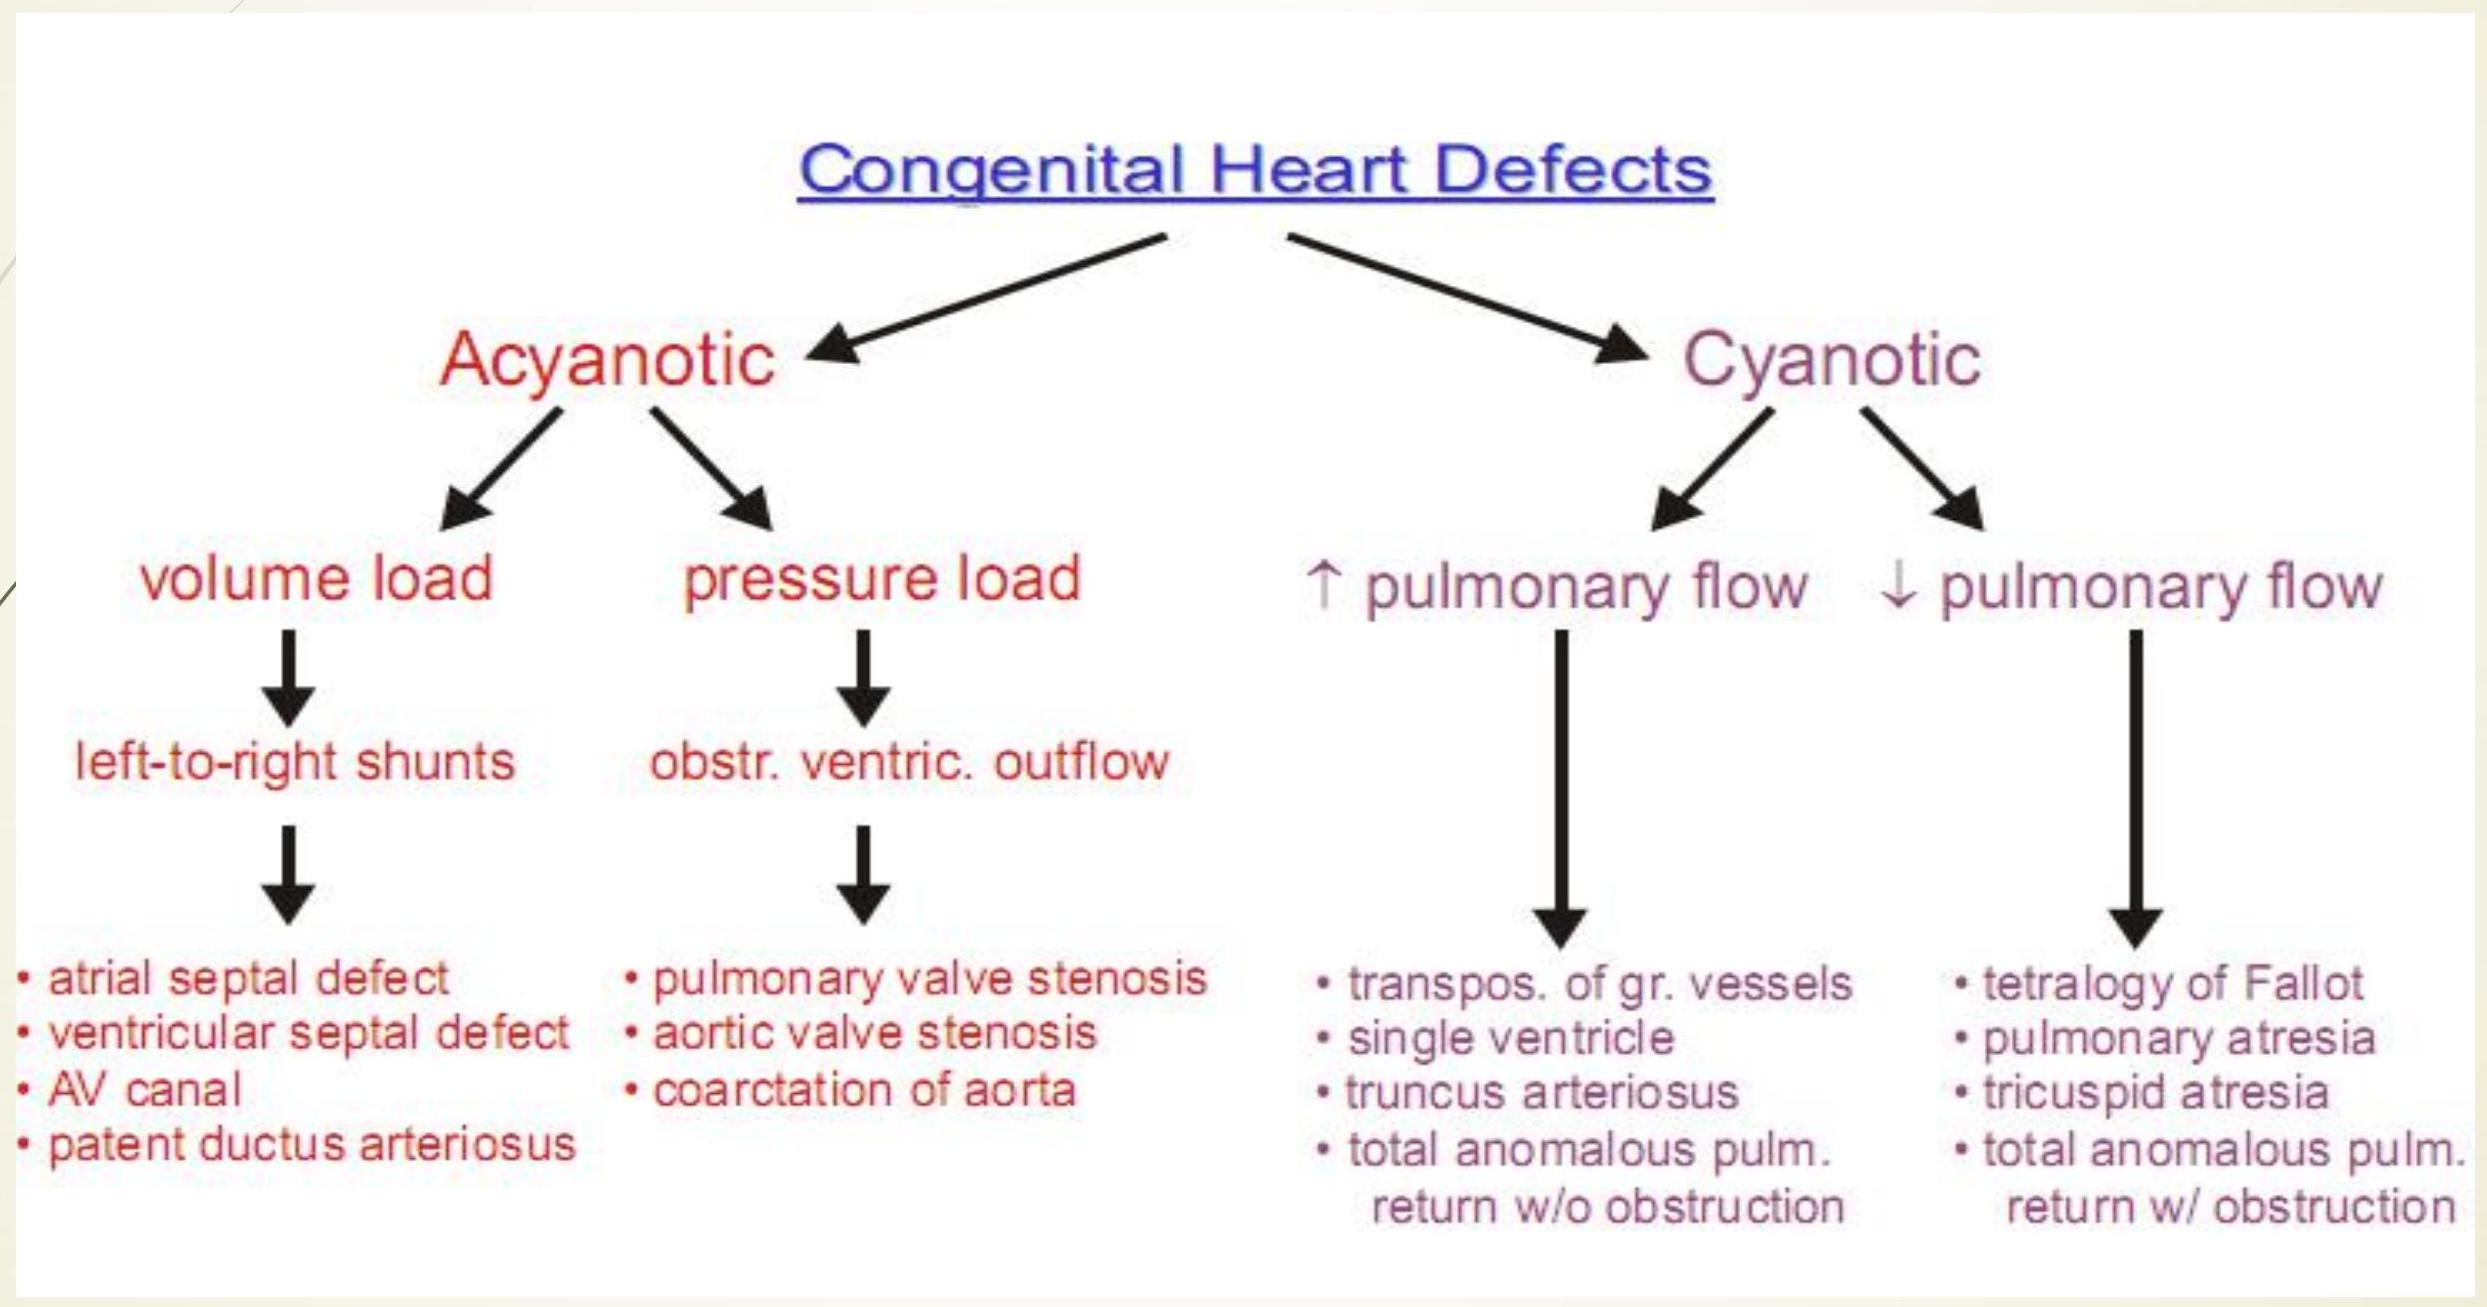 Congenital Heart Defects
Acyanotic
Cyanotic
volume load
pressure load
↑ pulmonary flow
↓ pulmonary flow
left-to-right shunts
obstr. ventric. outflow
• atrial septal defect
• ventricular septal defect
• AV canal
• patent ductus arteriosus
• pulmonary valve stenosis
• aortic valve stenosis
• coarctation of aorta
• transpos. of gr. vessels
• single ventricle
• truncus arteriosus
• total anomalous pulm.
return w/o obstruction
• tetralogy of Fallot
• pulmonary atresia
• tricuspid atresia
• total anomalous pulm.
return w/ obstruction